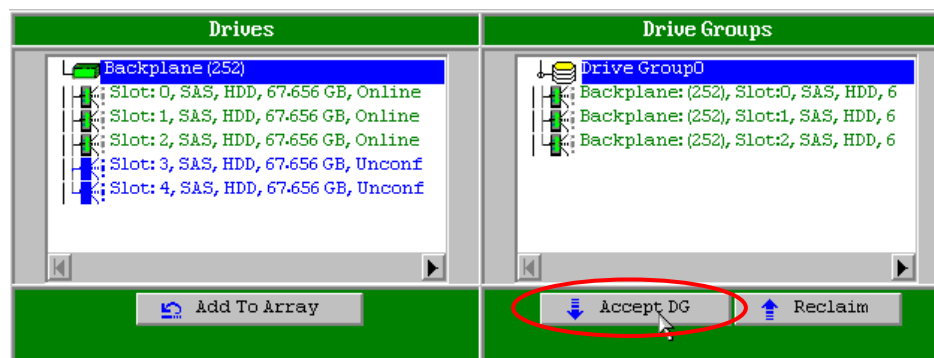 Drives
Backplane (252)
Slot: 0, SAS, HDD, 67.656 GB, Online
Slot: 1, SAS, HDD, 67.656 GB, Online
Slot: 2, SAS, HDD, 67.656 GB, Online
Slot: 3, SAS, HDD, 67.656 GB, Unconf
Slot: 4, SAS, HDD, 67.656 GB, Unconf
Add To Array
Drive Groups
Drive Group0
Backplane: (252), Slot:0, SAS, HDD, 6
Backplane: (252), Slot:1, SAS, HDD, 6
Backplane: (252), Slot:2, SAS, HDD, 6
Accept DG
Reclaim